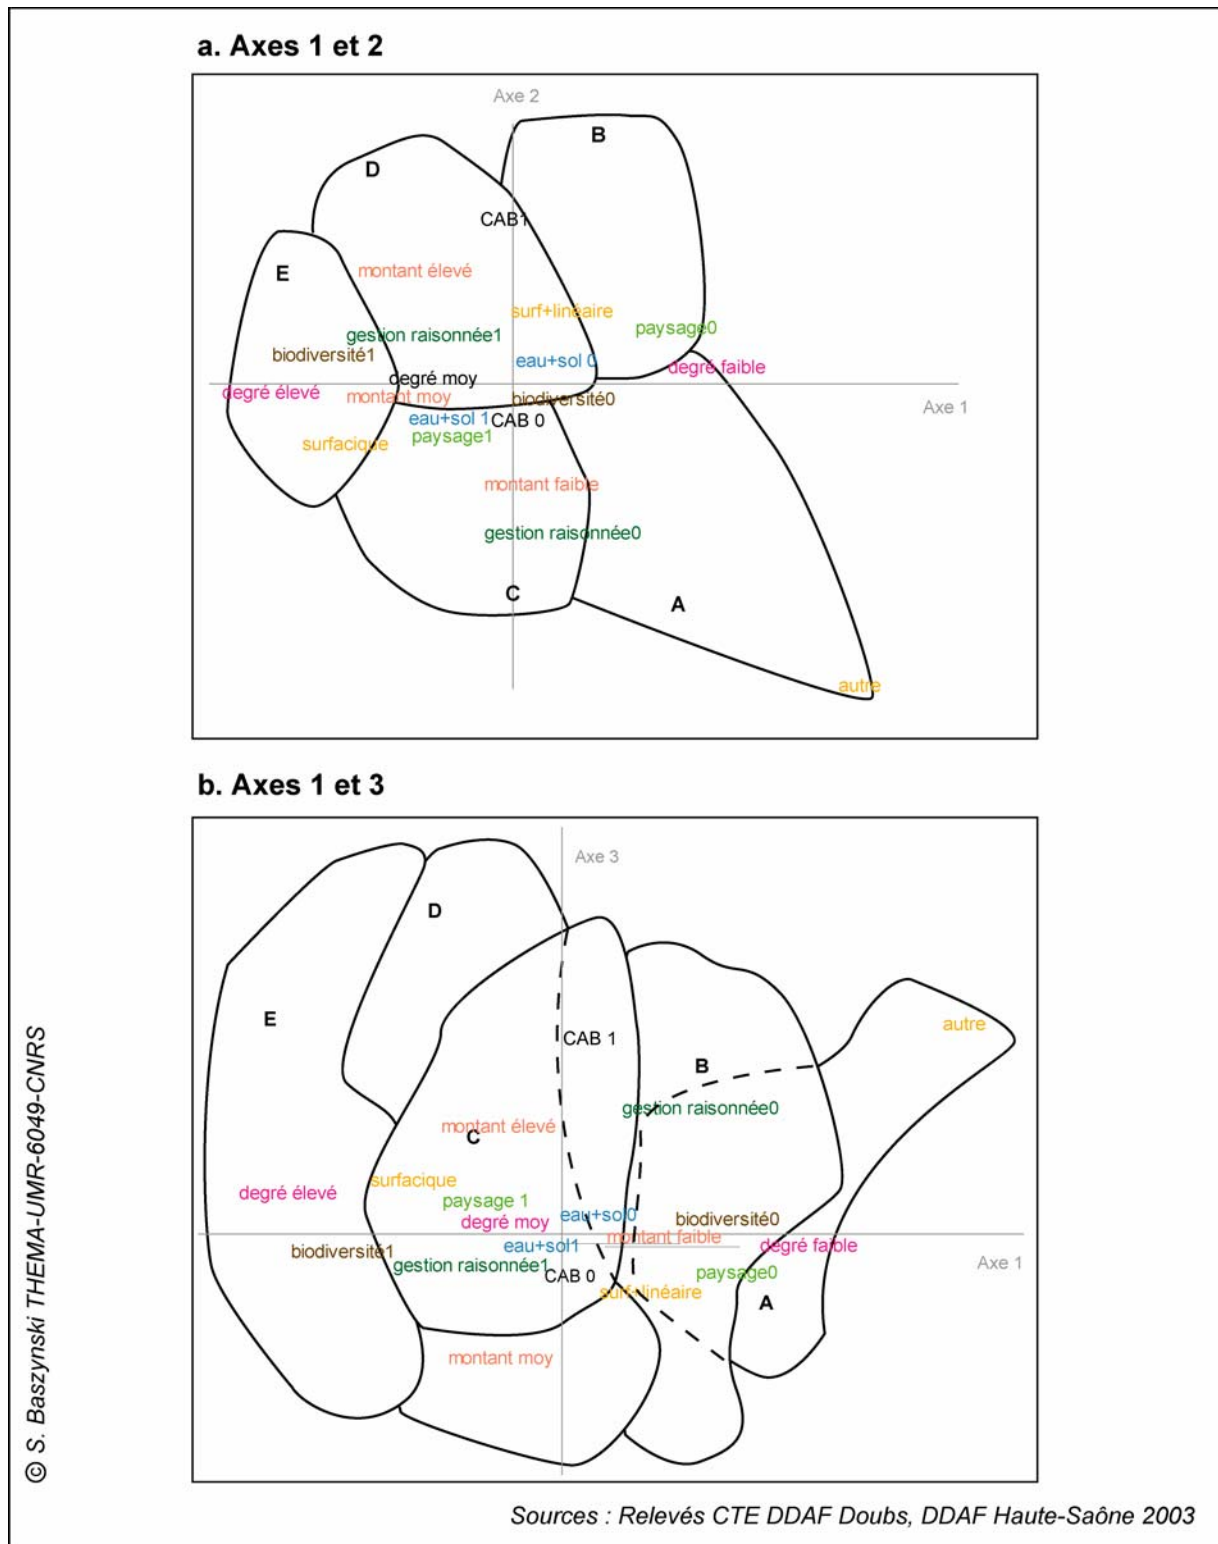 a. Axes 1 et 2
Axe 2
B
D
CAB1
E
montant élevé
surf+linéaire
paysage0
gestion raisonnée1
biodiversité1
eau+sol 0
degré faible
degré moy
degré élevé
montant moy
biodiversité0
Axe 1
eau+sol 1
CAB 0
paysage1
surfacique
montant faible
gestion raisonnée0
C
A
autre
b. Axes 1 et 3
Axe 3
D
E
autre
CAB 1
B
gestion raisonnée0
montant élevé
C
surfacique
degré élevé
paysage 1
eau+sol0
biodiversité0
degré moy
montant faible
eau+sol1
degré faible
biodiversité1
gestion raisonnée1
Axe 1
CAB 0
paysage0
surf+linéaire
A
montant moy
© S. Baszynski THEMA-UMR-6049-CNRS
Sources : Relevés CTE DDAF Doubs, DDAF Haute-Saône 2003